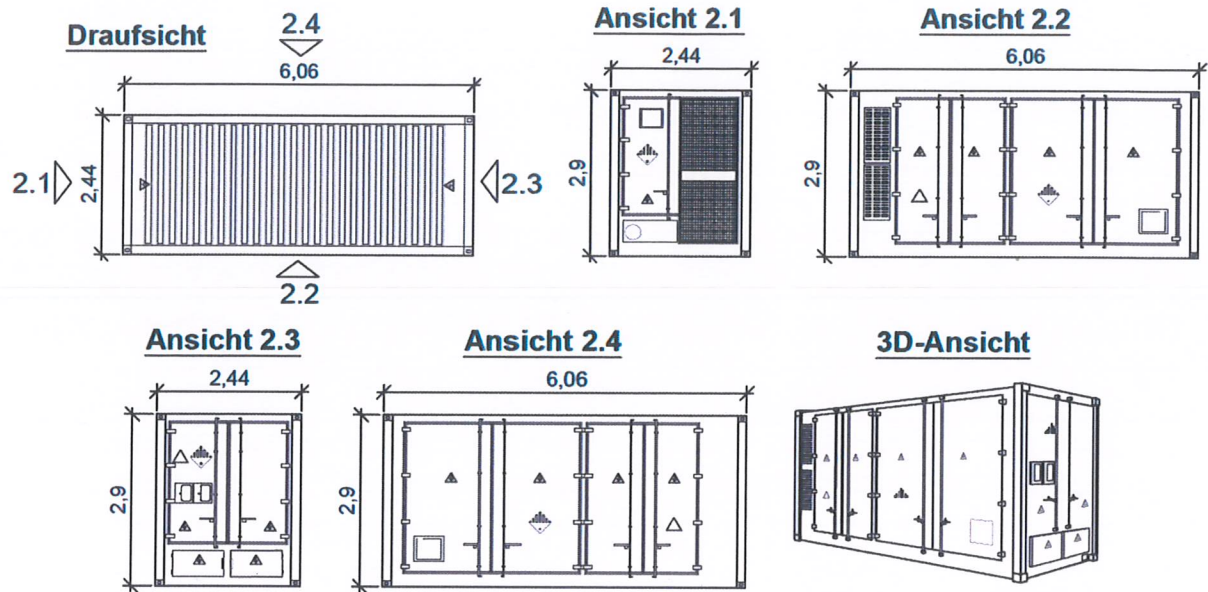 Draufsicht
2.4
6,06
2,44
2.1
2.3
2.2
Ansicht 2.1
2,44
2,9
Ansicht 2.2
6,06
2,9
Ansicht 2.3
2,44
2,9
Ansicht 2.4
6,06
2,9
3D-Ansicht